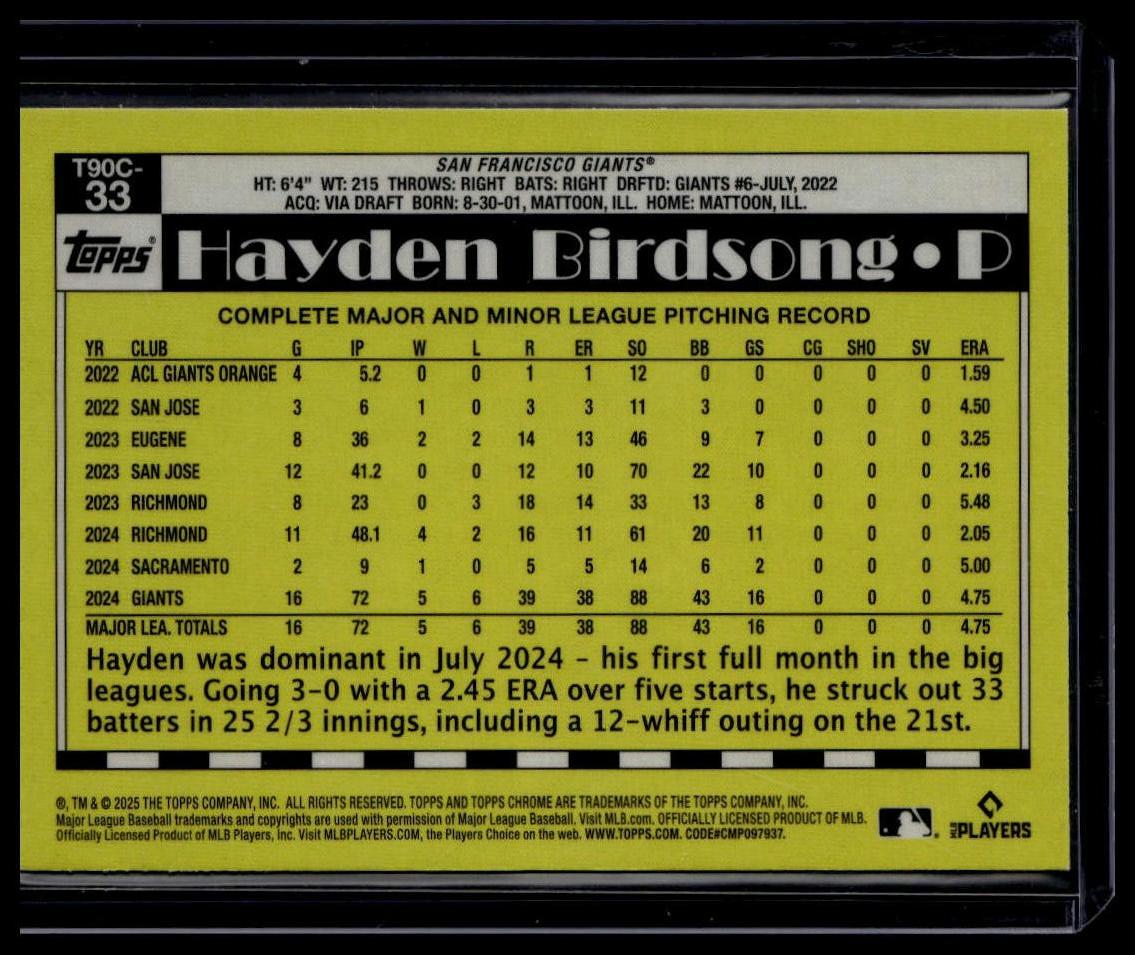 T90C-
33
SAN FRANCISCO GIANTS®
HT: 6'4" WT: 215 THROWS: RIGHT BATS: RIGHT DRFTD: GIANTS #6-JULY, 2022
ACQ: VIA DRAFT BORN: 8-30-01, MATTOON, ILL. HOME: MATTOON, ILL.
TOPPS® Hayden Birdsong • P
COMPLETE MAJOR AND MINOR LEAGUE PITCHING RECORD
YR CLUB G IP W L R ER SO BB GS CG SHO SV ERA
2022 ACL GIANTS ORANGE 4 5.2 0 0 1 1 12 0 0 0 0 0 1.59
2022 SAN JOSE 3 6 1 0 3 3 11 3 0 0 0 0 4.50
2023 EUGENE 8 36 2 2 14 13 46 9 7 0 0 0 3.25
2023 SAN JOSE 12 41.2 0 0 12 10 70 22 10 0 0 0 2.16
2023 RICHMOND 8 23 0 3 18 14 33 13 8 0 0 0 5.48
2024 RICHMOND 11 48.1 4 2 16 11 61 20 11 0 0 0 2.05
2024 SACRAMENTO 2 9 1 0 5 5 14 6 2 0 0 0 5.00
2024 GIANTS 16 72 5 6 39 38 88 43 16 0 0 0 4.75
MAJOR LEA. TOTALS 16 72 5 6 39 38 88 43 16 0 0 0 4.75
Hayden was dominant in July 2024 – his first full month in the big
leagues. Going 3–0 with a 2.45 ERA over five starts, he struck out 33
batters in 25 2/3 innings, including a 12–whiff outing on the 21st.
®, TM & © 2025 THE TOPPS COMPANY, INC. ALL RIGHTS RESERVED. TOPPS AND TOPPS CHROME ARE TRADEMARKS OF THE TOPPS COMPANY, INC.
Major League Baseball trademarks and copyrights are used with permission of Major League Baseball. Visit MLB.com. OFFICIALLY LICENSED PRODUCT OF MLB.
Officially Licensed Product of MLB Players, Inc. Visit MLBPLAYERS.COM, the Players Choice on the web. WWW.TOPPS.COM. CODE#CMP097937.
MLB PLAYERS